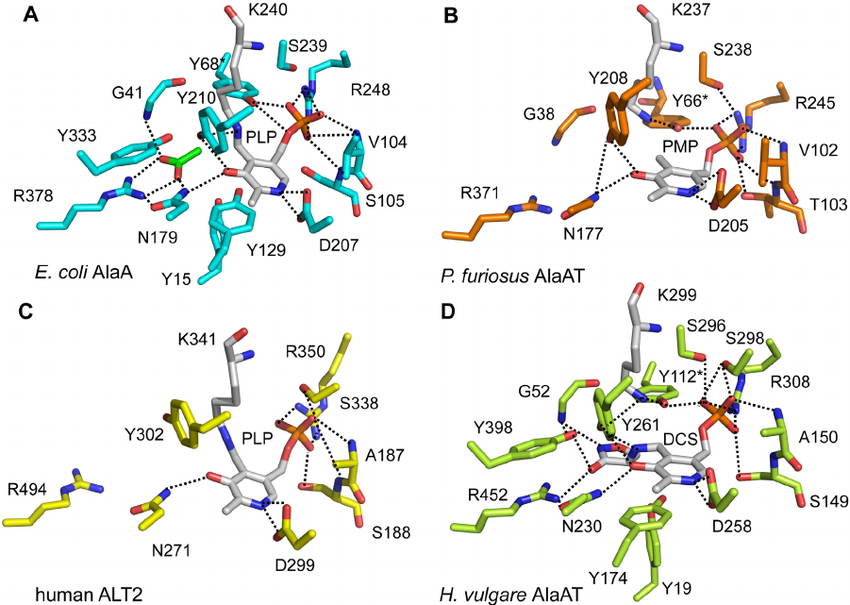 A
K240
S239
Y68*
G41
R248
Y210
PLP
Y333
V104
R378
S105
N179
Y129
D207
Y15
E. coli AlaA
B
K237
S238
Y208
Y66*
R245
G38
PMP
V102
R371
T103
N177
D205
P. furiosus AlaAT
C
K341
R350
S338
PLP
Y302
A187
R494
S188
N271
D299
human ALT2
D
K299
S296
S298
Y112*
R308
G52
Y261
DCS
Y398
A150
R452
S149
N230
D258
Y174
Y19
H. vulgare AlaAT